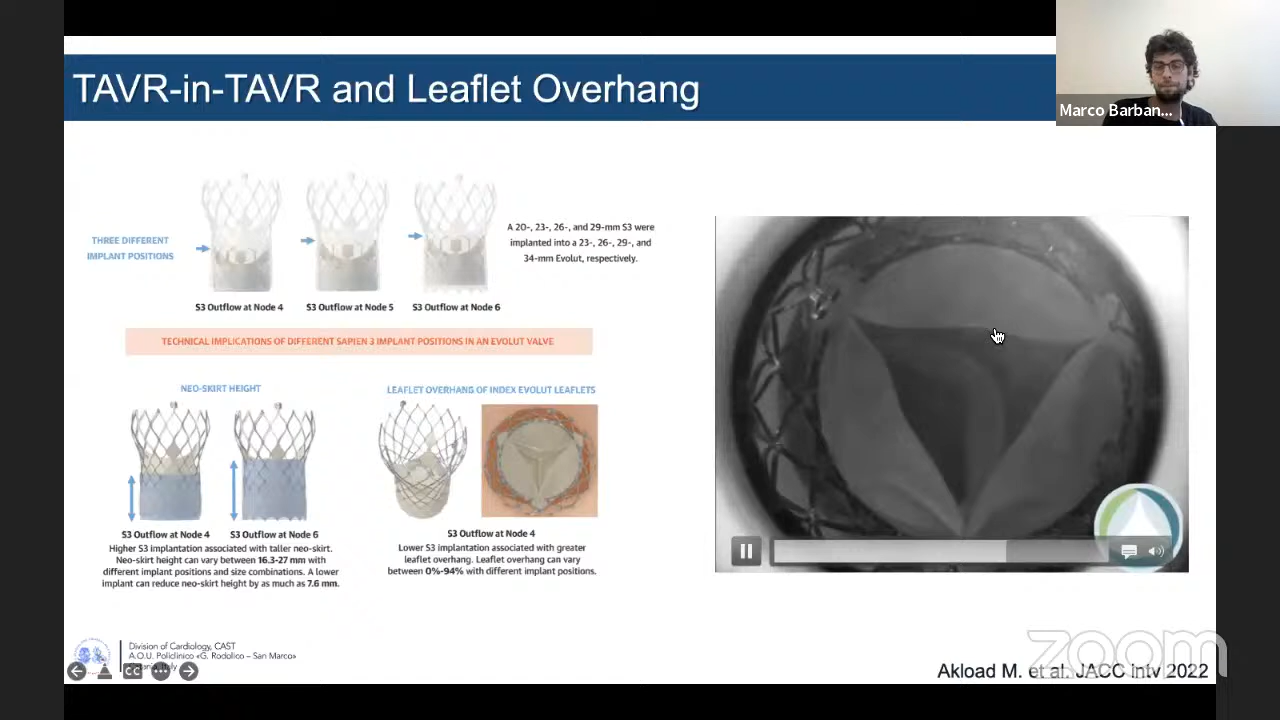 TAVR-in-TAVR and Leaflet Overhang
Marco Barban...
THREE DIFFERENT
IMPLANT POSITIONS
A 20-, 23-, 26-, and 29-mm S3 were
implanted into a 23-, 26-, 29-, and
34-mm Evolut, respectively.
S3 Outflow at Node 4
S3 Outflow at Node 5
S3 Outflow at Node 6
TECHNICAL IMPLICATIONS OF DIFFERENT SAPIEN 3 IMPLANT POSITIONS IN AN EVOLUT VALVE
NEO-SKIRT HEIGHT
S3 Outflow at Node 4
S3 Outflow at Node 6
Higher S3 implantation associated with taller neo-skirt.
Neo-skirt height can vary between 16.3-27 mm with
different implant positions and size combinations. A lower
implant can reduce neo-skirt height by as much as 7.6 mm.
LEAFLET OVERHANG OF INDEX EVOLUT LEAFLETS
S3 Outflow at Node 4
Lower S3 implantation associated with greater
leaflet overhang. Leaflet overhang can vary
between 0%-94% with different implant positions.
Division of Cardiology, CAST
A.O.U. Policlinico «G. Rodolico – San Marco»
Italy
CC
Akload M. et al. JACC intv 2022
zoom